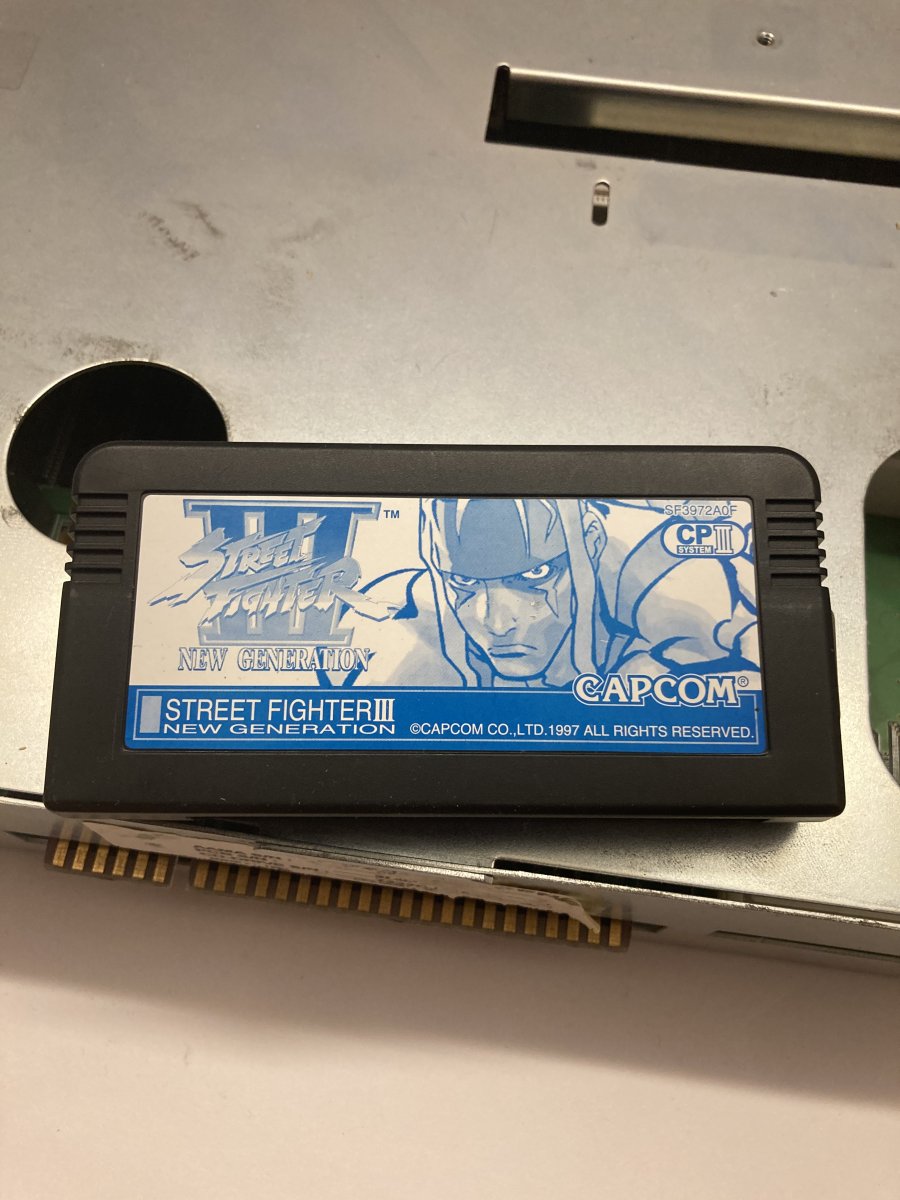 III ™
STREET
FIGHTER
NEW GENERATION
SF3972A0F
CP III
SYSTEM
CAPCOM®
STREET FIGHTER III
NEW GENERATION
©CAPCOM CO.,LTD.1997 ALL RIGHTS RESERVED.